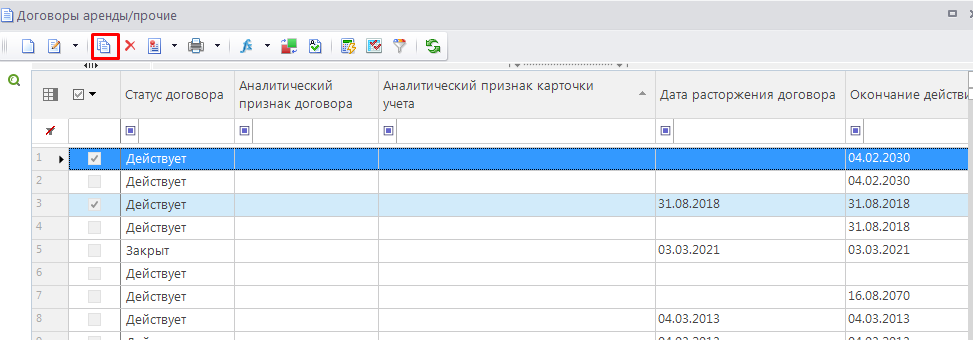 Договоры аренды/прочие
Статус договора
Аналитический
признак договора
Аналитический признак карточки
учета
Дата расторжения договора
Окончание действи
1 Действует 04.02.2030
2 Действует 04.02.2030
3 Действует 31.08.2018 31.08.2018
4 Действует 31.08.2018
5 Закрыт 03.03.2021 03.03.2021
6 Действует
7 Действует 16.08.2070
8 Действует 04.03.2013 04.03.2013